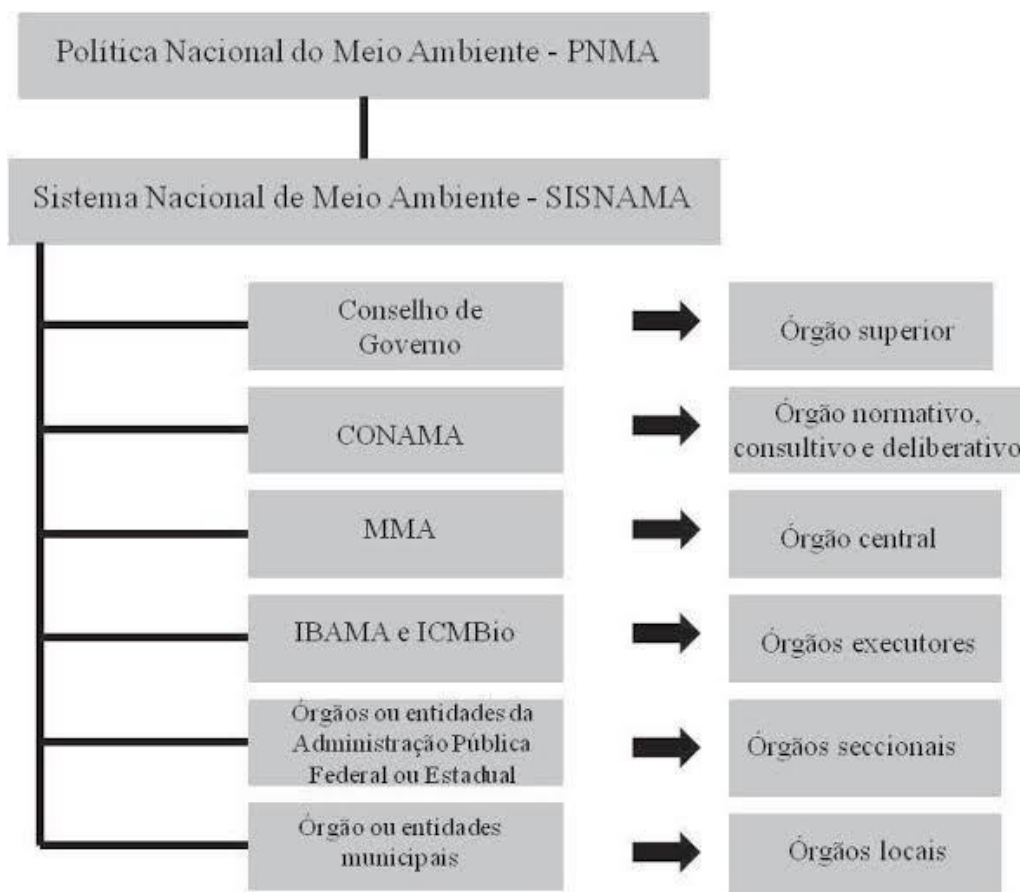 Política Nacional do Meio Ambiente - PNMA
Sistema Nacional de Meio Ambiente - SISNAMA
Conselho de
Governo
Órgão superior
CONAMA
Órgão normativo,
consultivo e deliberativo
MMA
Órgão central
IBAMA e ICMBio
Órgãos executores
Órgãos ou entidades da
Administração Pública
Federal ou Estadual
Órgãos seccionais
Órgão ou entidades
municipais
Órgãos locais